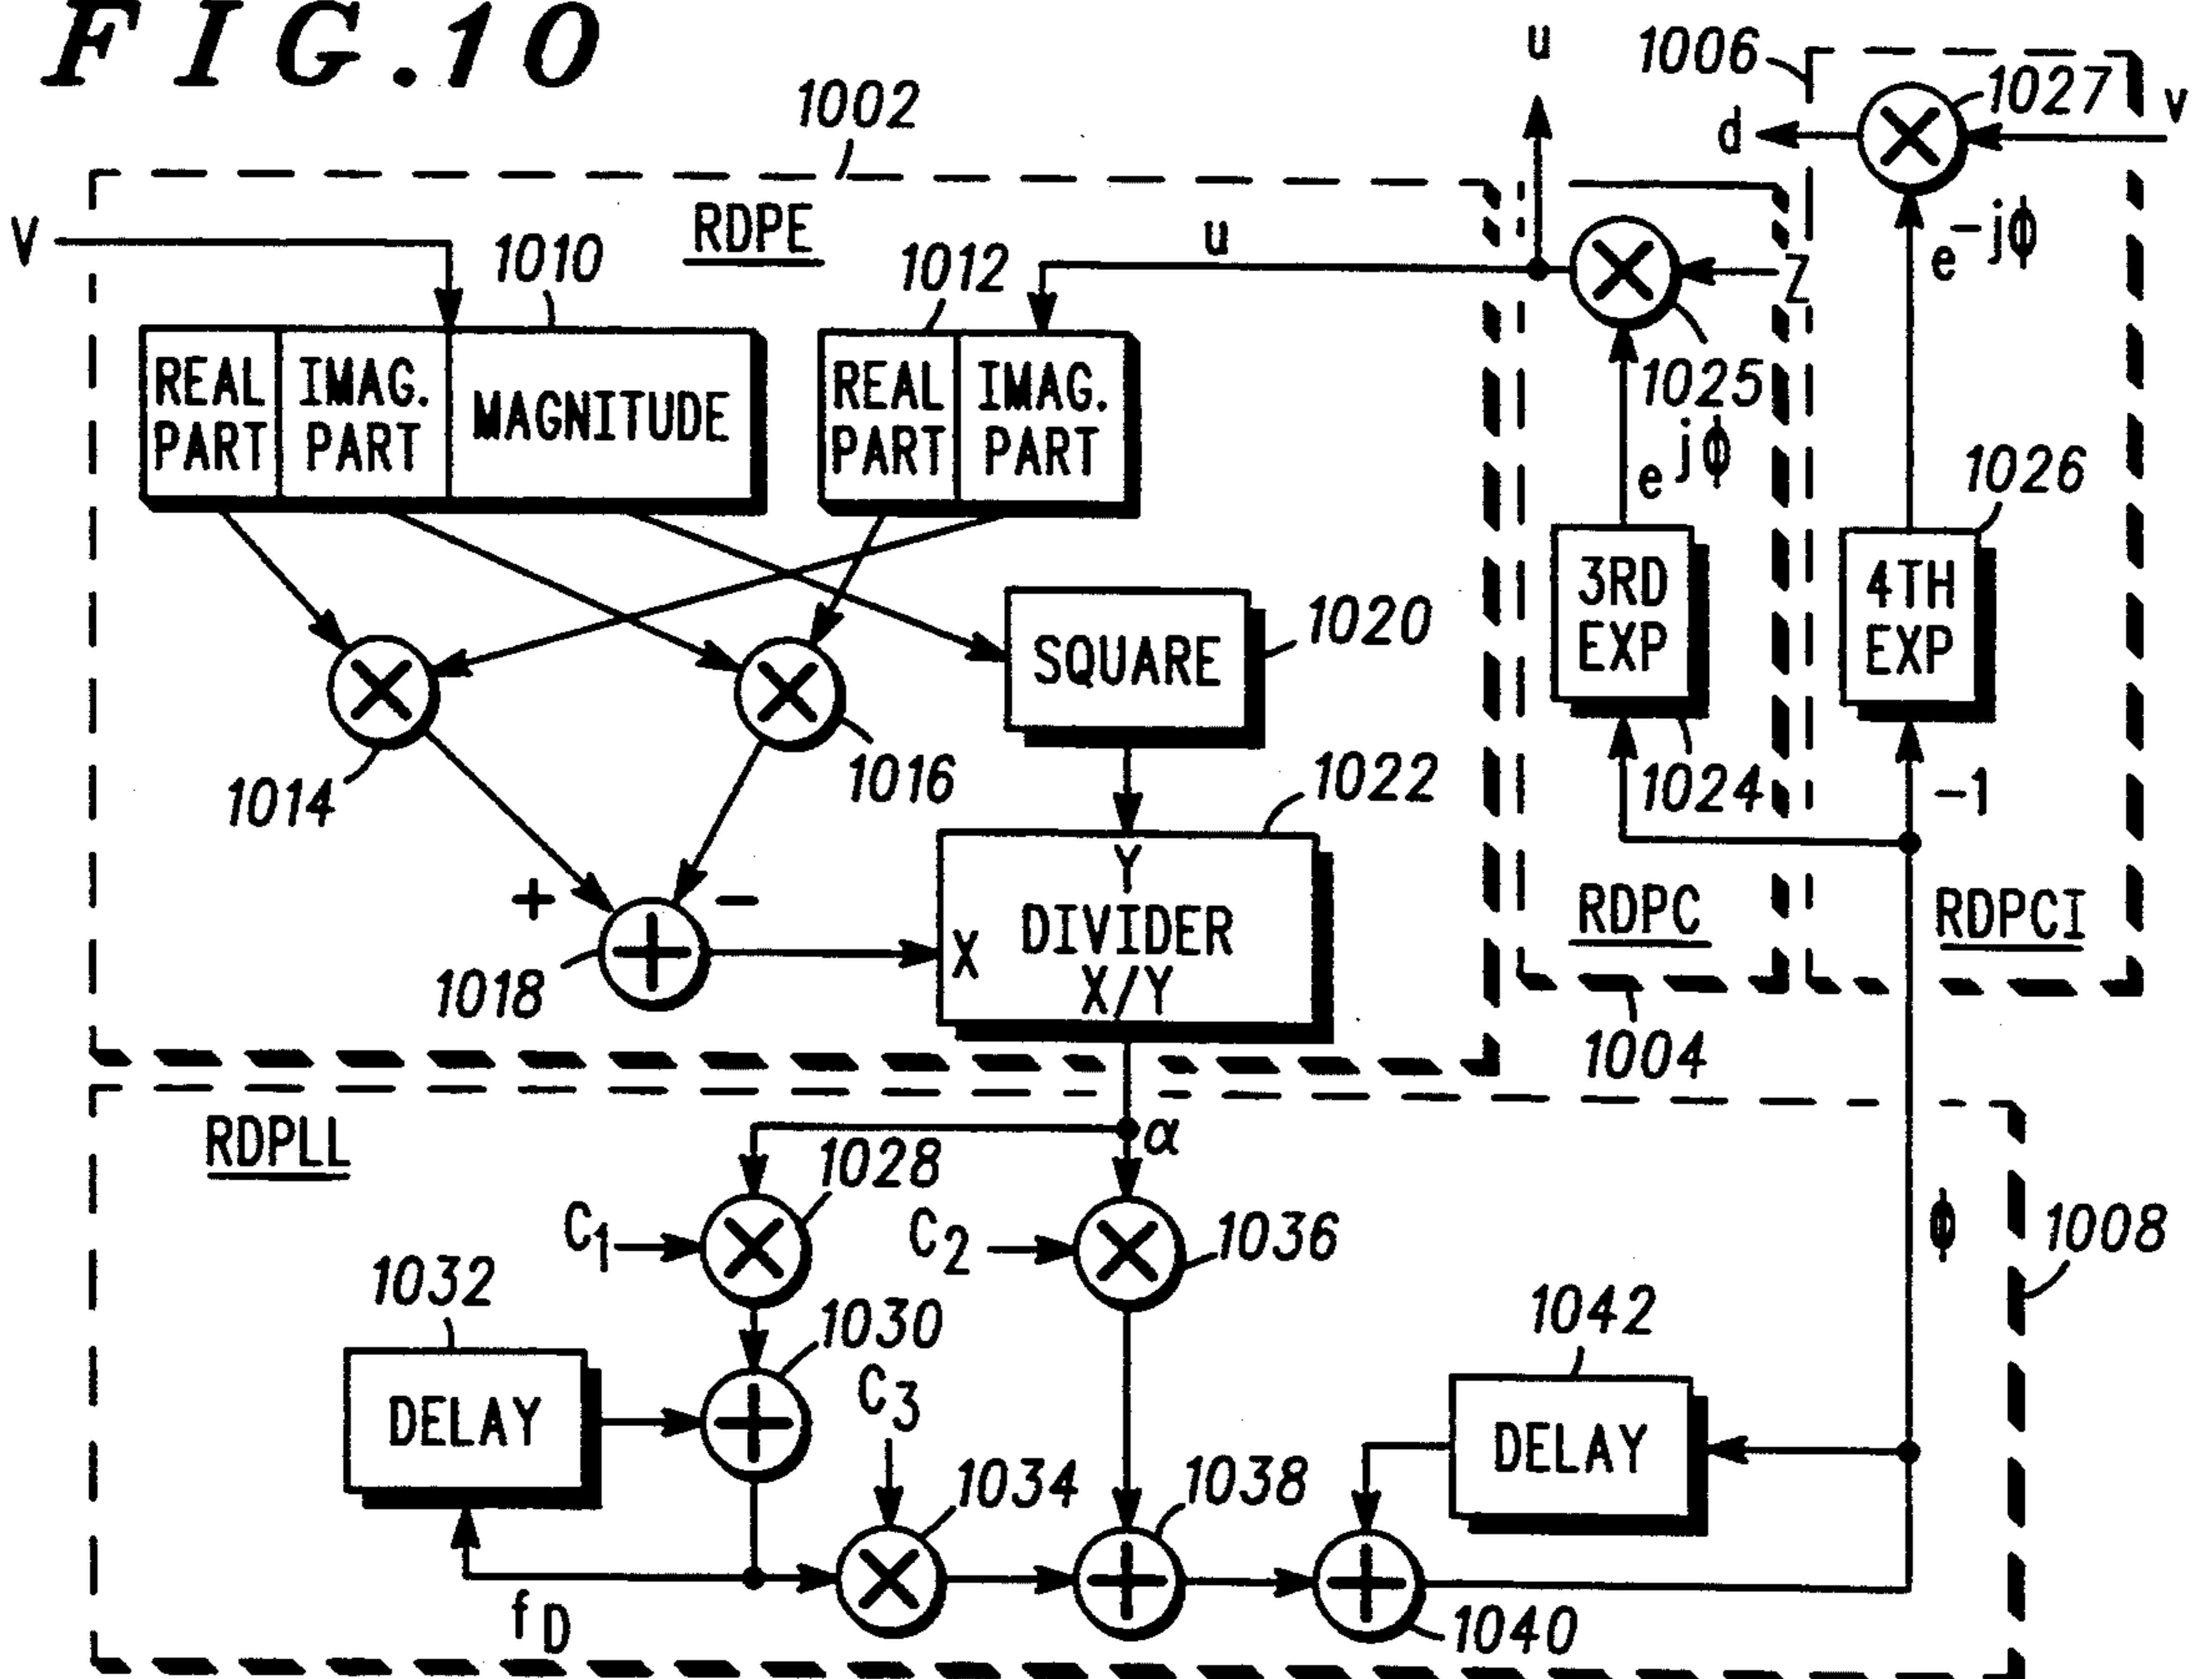 FIG.10
1002
u
1006
1027
v
d
e^-jϕ
V
RDPE
1010
1012
u
Z
1025
e^jϕ
REAL PART
IMAG. PART
MAGNITUDE
REAL PART
IMAG. PART
1026
3RD EXP
4TH EXP
SQUARE
1020
1014
1016
1022
1024
-1
+
-
1018
X
Y
DIVIDER
X/Y
RDPC
RDPCI
1004
RDPLL
α
1028
C1
C2
1036
ϕ
1008
1032
1030
C3
1042
DELAY
DELAY
1034
1038
fD
1040